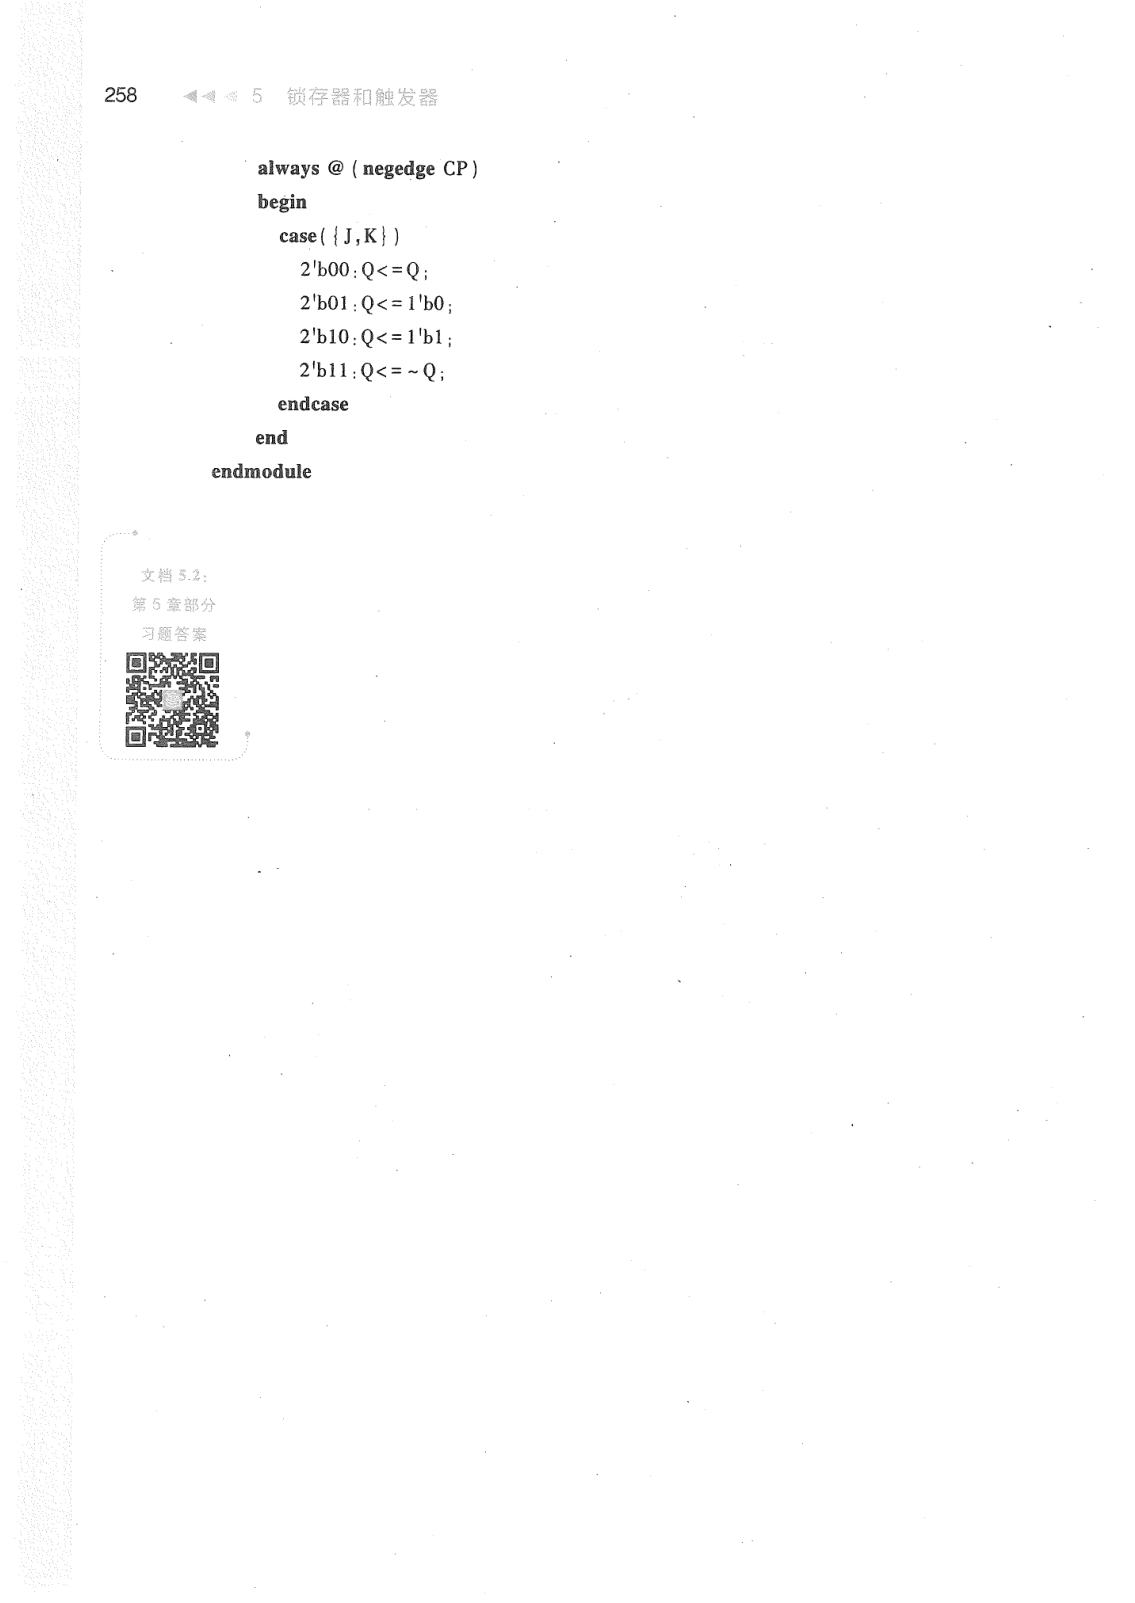 258 5 锁存器和触发器
always @ ( negedge CP )
begin
case ( { J , K } )
2'b00 : Q<=Q ;
2'b01 : Q<= 1'b0 ;
2'b10 : Q<= 1'b1 ;
2'b11 : Q<= ~ Q ;
endcase
end
endmodule
文档 5.2:
第 5 章部分
习题答案